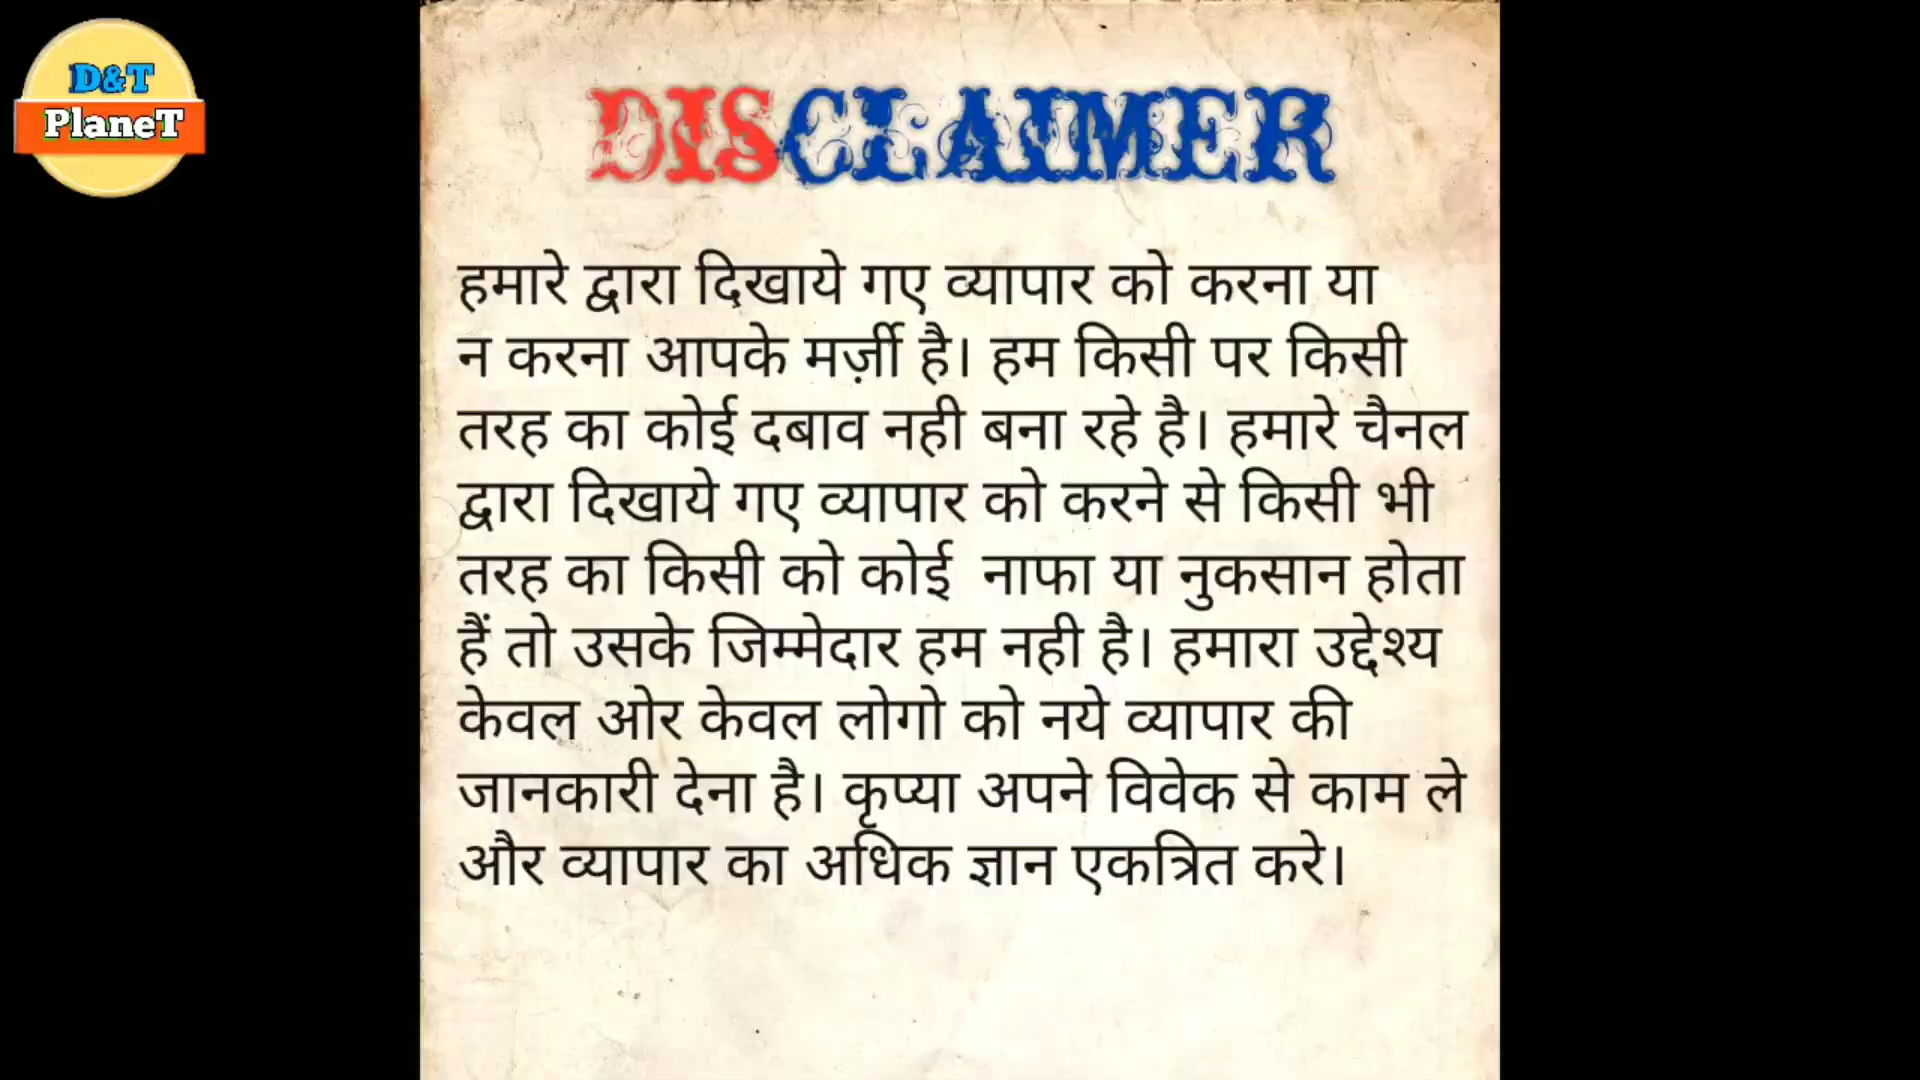 D&T
PlaneT
DISCLAIMER
हमारे द्वारा दिखाये गए व्यापार को करना या
न करना आपके मर्ज़ी है। हम किसी पर किसी
तरह का कोई दबाव नही बना रहे है। हमारे चैनल
द्वारा दिखाये गए व्यापार को करने से किसी भी
तरह का किसी को कोई  नाफा या नुकसान होता
हैं तो उसके जिम्मेदार हम नही है। हमारा उद्देश्य
केवल ओर केवल लोगो को नये व्यापार की
जानकारी देना है। कृप्या अपने विवेक से काम ले
और व्यापार का अधिक ज्ञान एकत्रित करे।